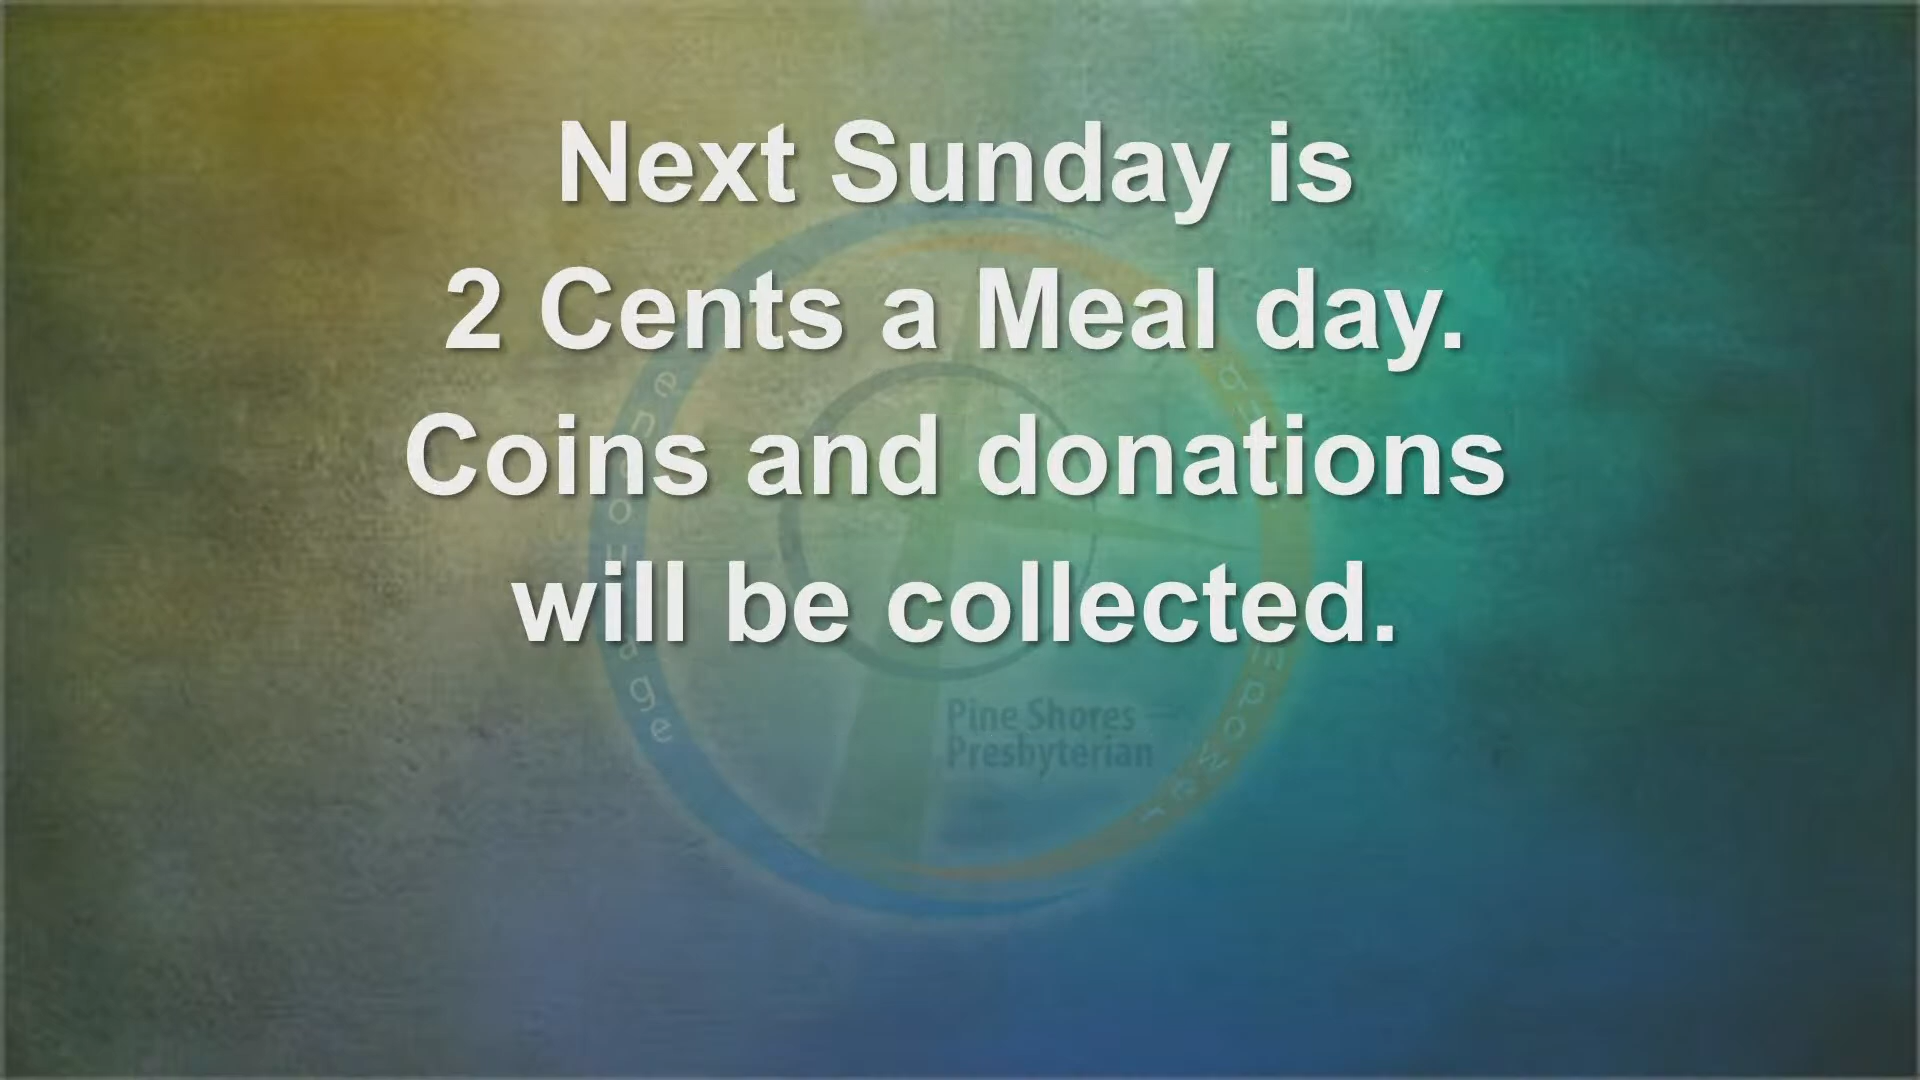 Next Sunday is
2 Cents a Meal day.
Coins and donations
will be collected.
Pine Shores
Presbyterian